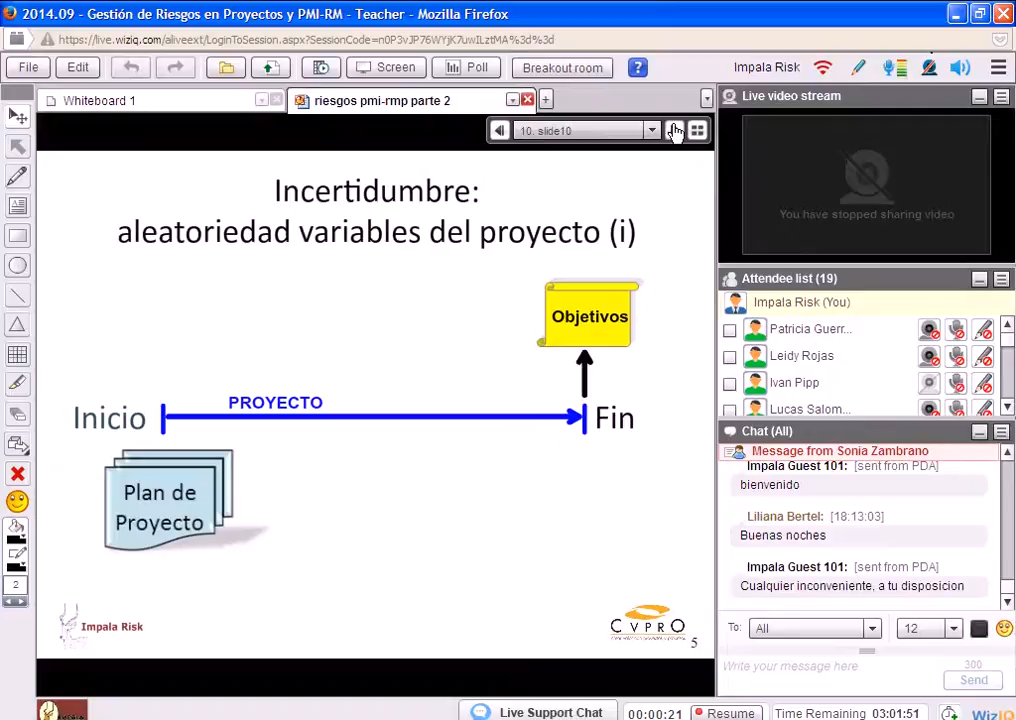 2014.09 - Gestión de Riesgos en Proyectos y PMI-RM - Teacher - Mozilla Firefox
https://live.wiziq.com/aliveext/LoginToSession.aspx?SessionCode=n0P3vJP76WYjK7uwILztMA%3d%3d
File Edit Screen Poll Breakout room ? Impala Risk
Whiteboard 1 riesgos pmi-rmp parte 2
10. slide10
Incertidumbre:
aleatoriedad variables del proyecto (i)
Objetivos
PROYECTO
Inicio Fin
Plan de
Proyecto
Impala Risk
CVPRO
5
2
Live video stream
You have stopped sharing video
Attendee list (19)
Impala Risk (You)
Patricia Guerr...
Leidy Rojas
Ivan Pipp
Lucas Salom...
Chat (All)
Message from Sonia Zambrano
Impala Guest 101: [sent from PDA]
bienvenido
Liliana Bertel: [18:13:03]
Buenas noches
Impala Guest 101: [sent from PDA]
Cualquier inconveniente, a tu disposicion
To: All 12
Write your message here 300
Send
Live Support Chat 00:00:21 Resume Time Remaining 03:01:51 WizIQ